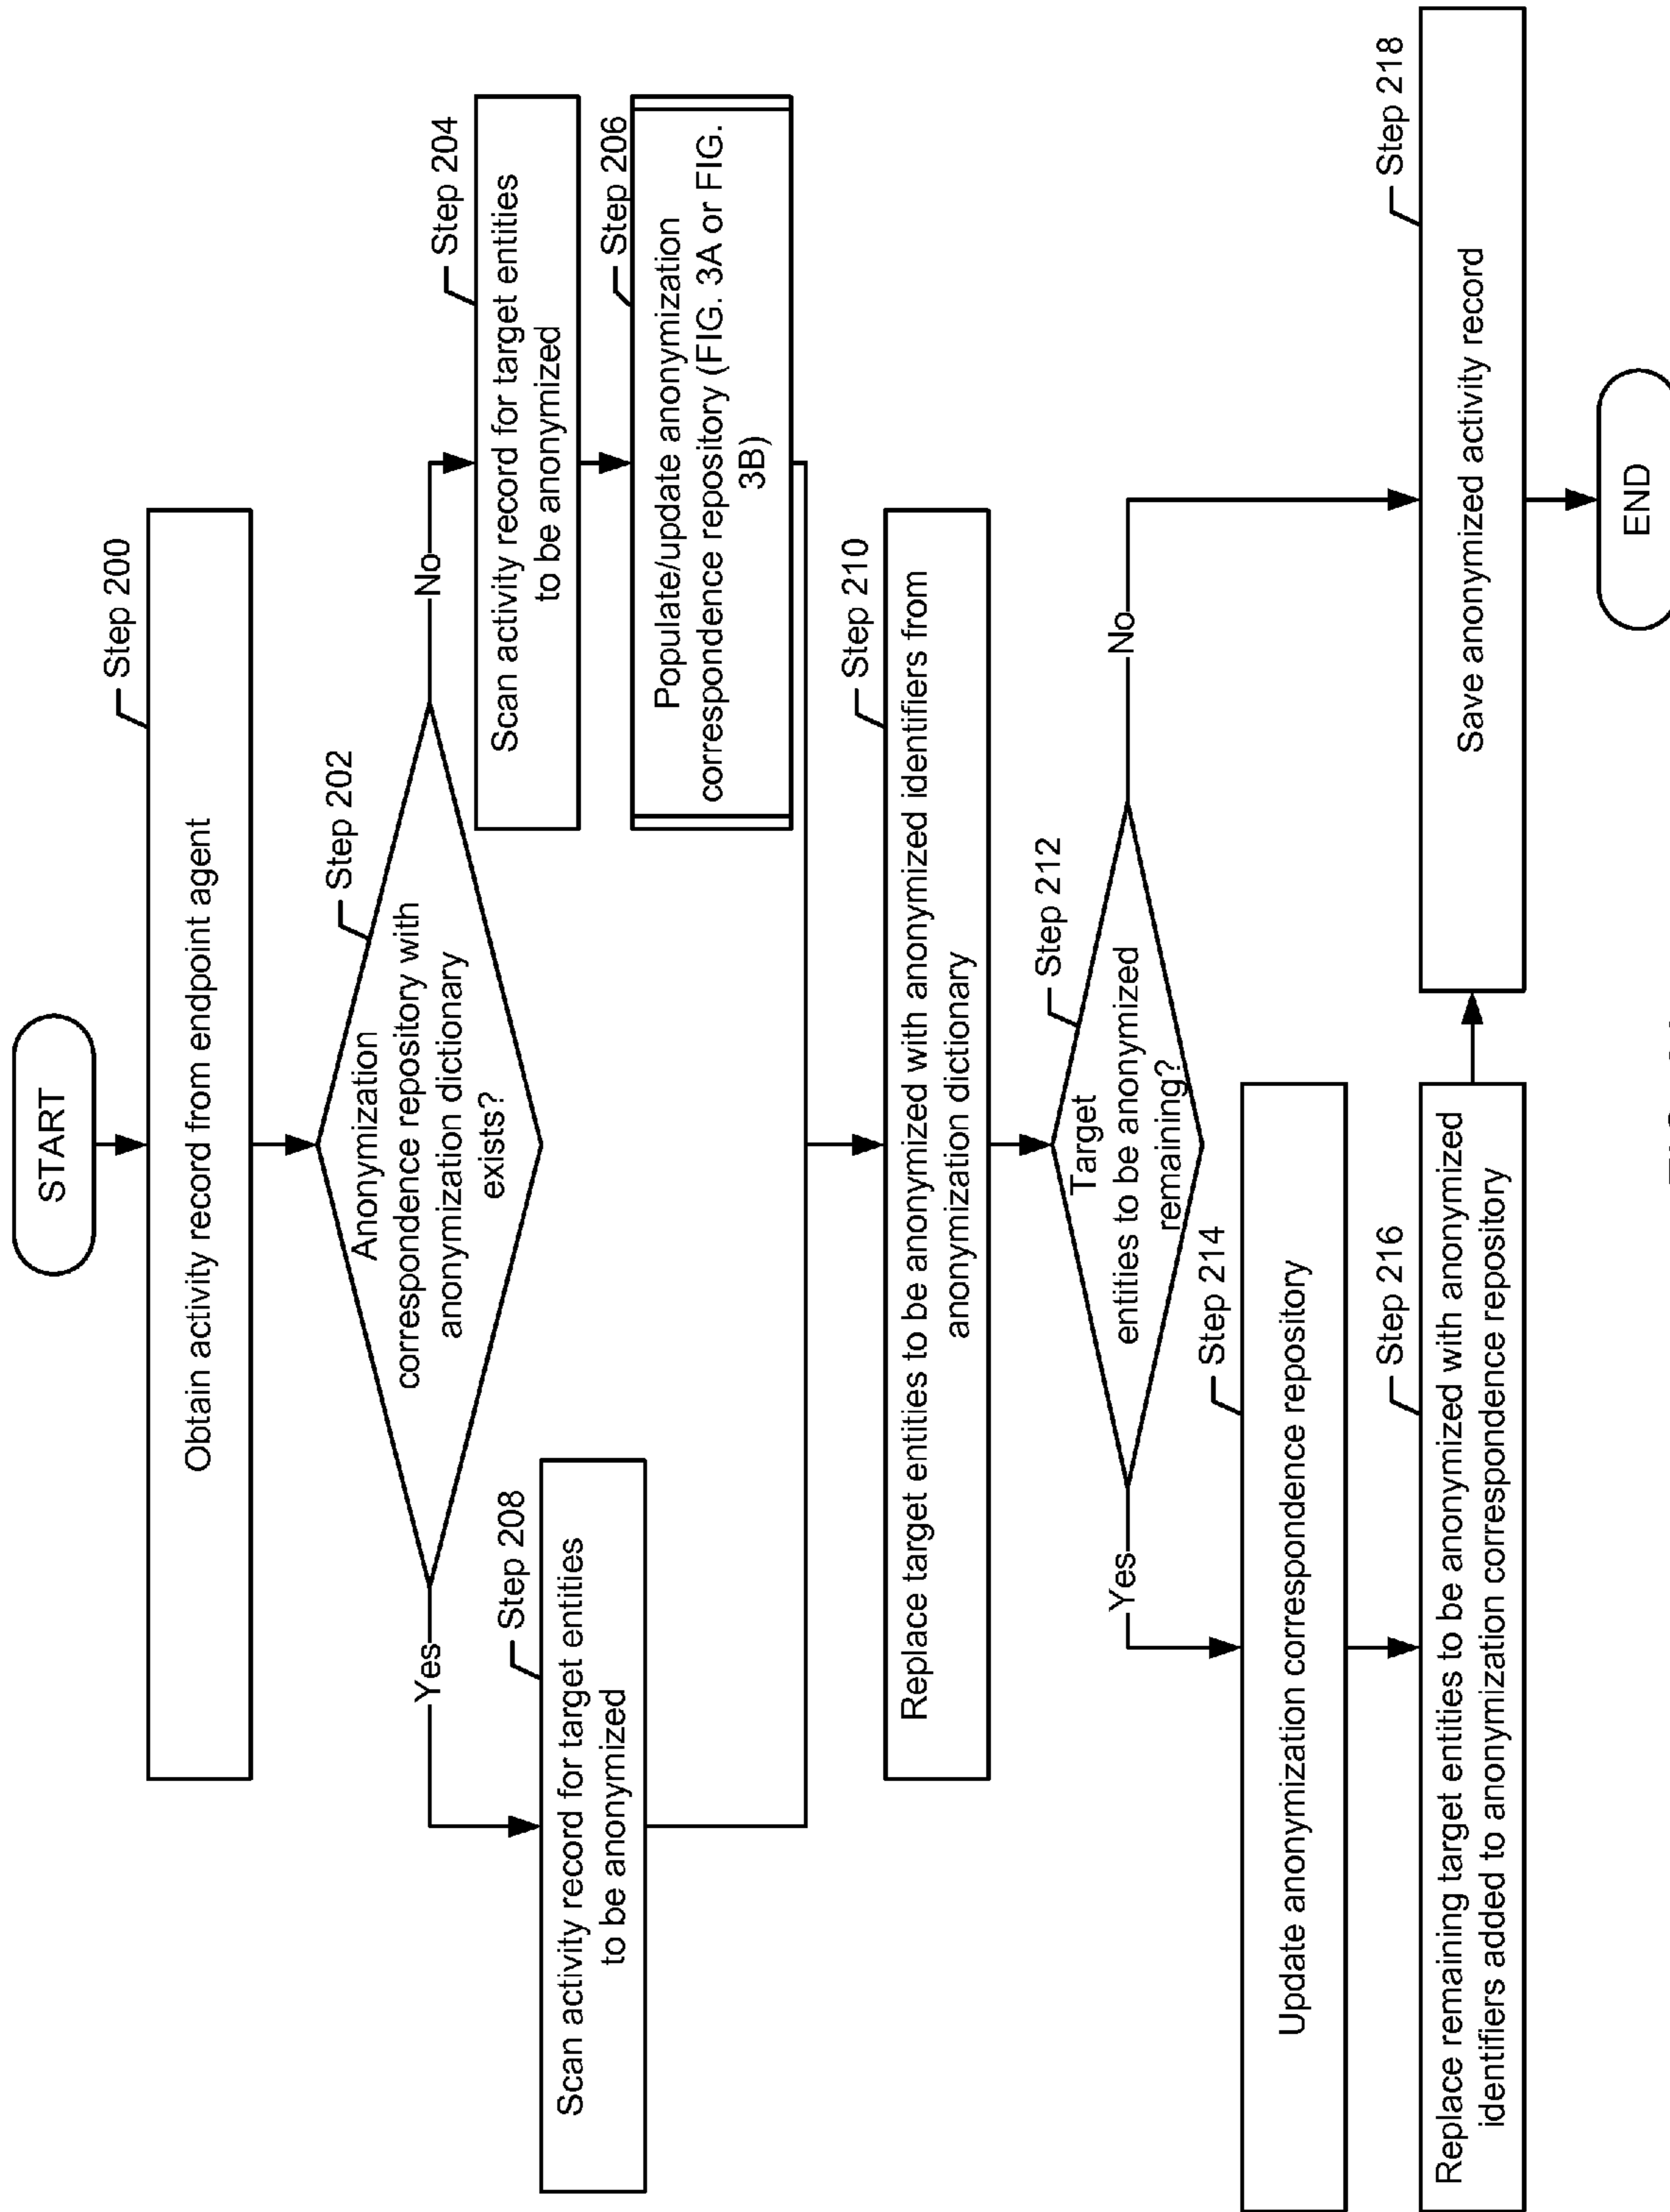 START
Step 200
Obtain activity record from endpoint agent
Step 202
Anonymization
correspondence repository with
anonymization dictionary
exists?
Yes
No
Step 204
Scan activity record for target entities
to be anonymized
Step 206
Populate/update anonymization
correspondence repository (FIG. 3A or FIG.
3B)
Step 208
Scan activity record for target entities
to be anonymized
Step 210
Replace target entities to be anonymized with anonymized identifiers from
anonymization dictionary
Step 212
Target
entities to be anonymized
remaining?
Yes
No
Step 214
Update anonymization correspondence repository
Step 216
Replace remaining target entities to be anonymized with anonymized
identifiers added to anonymization correspondence repository
Step 218
Save anonymized activity record
END